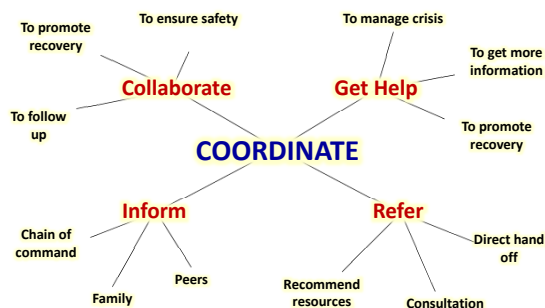 To promote
recovery
To ensure safety
To manage crisis
To get more
information
Collaborate
Get Help
To follow
up
To promote
recovery
COORDINATE
Inform
Refer
Chain of
command
Direct hand
off
Peers
Family
Recommend
resources
Consultation